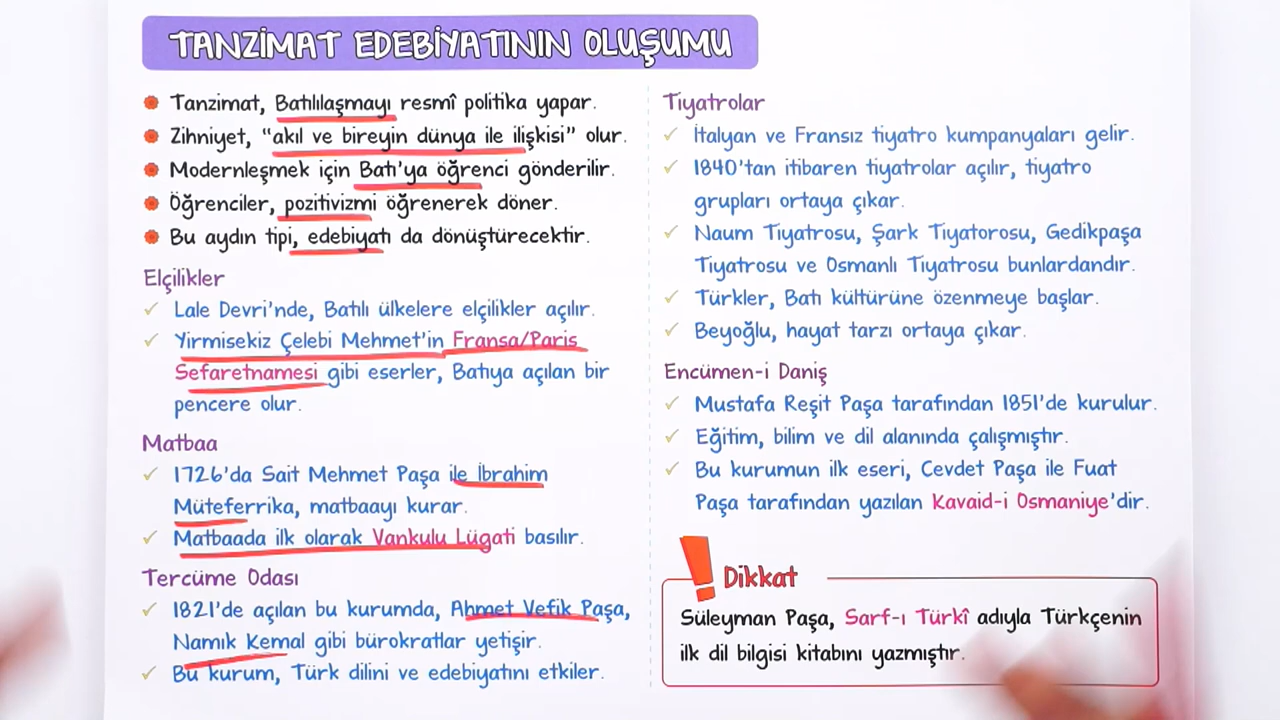 TANZİMAT EDEBİYATININ OLUŞUMU
Tanzimat, Batılılaşmayı resmî politika yapar.
Zihniyet, "akıl ve bireyin dünya ile ilişkisi" olur.
Modernleşmek için Batı'ya öğrenci gönderilir.
Öğrenciler, pozitivizmi öğrenerek döner.
Bu aydın tipi, edebiyatı da dönüştürecektir.
Elçilikler
Lale Devri'nde, Batılı ülkelere elçilikler açılır.
Yirmisekiz Çelebi Mehmet'in Fransa/Paris
Sefaretnamesi gibi eserler, Batıya açılan bir
pencere olur.
Matbaa
1726'da Sait Mehmet Paşa ile İbrahim
Müteferrika, matbaayı kurar.
Matbaada ilk olarak Vankulu Lügati basılır.
Tercüme Odası
1821'de açılan bu kurumda, Ahmet Vefik Paşa,
Namık Kemal gibi bürokratlar yetişir.
Bu kurum, Türk dilini ve edebiyatını etkiler.
Tiyatrolar
İtalyan ve Fransız tiyatro kumpanyaları gelir.
1840'tan itibaren tiyatrolar açılır, tiyatro
grupları ortaya çıkar.
Naum Tiyatrosu, Şark Tiyatorosu, Gedikpaşa
Tiyatrosu ve Osmanlı Tiyatrosu bunlardandır.
Türkler, Batı kültürüne özenmeye başlar.
Beyoğlu, hayat tarzı ortaya çıkar.
Encümen-i Daniş
Mustafa Reşit Paşa tarafından 1851'de kurulur.
Eğitim, bilim ve dil alanında çalışmıştır.
Bu kurumun ilk eseri, Cevdet Paşa ile Fuat
Paşa tarafından yazılan Kavaid-i Osmaniye'dir.
Dikkat
Süleyman Paşa, Sarf-ı Türkî adıyla Türkçenin
ilk dil bilgisi kitabını yazmıştır.